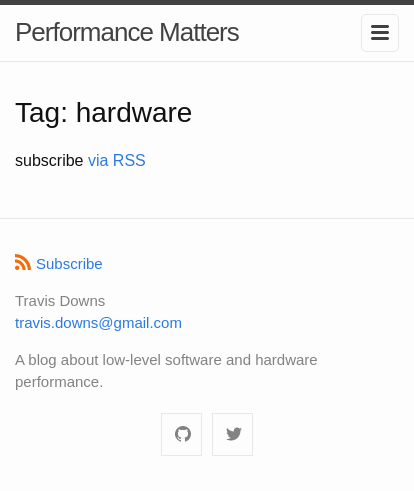 Performance Matters
Tag: hardware
subscribe via RSS
Subscribe
Travis Downs
travis.downs@gmail.com
A blog about low-level software and hardware
performance.